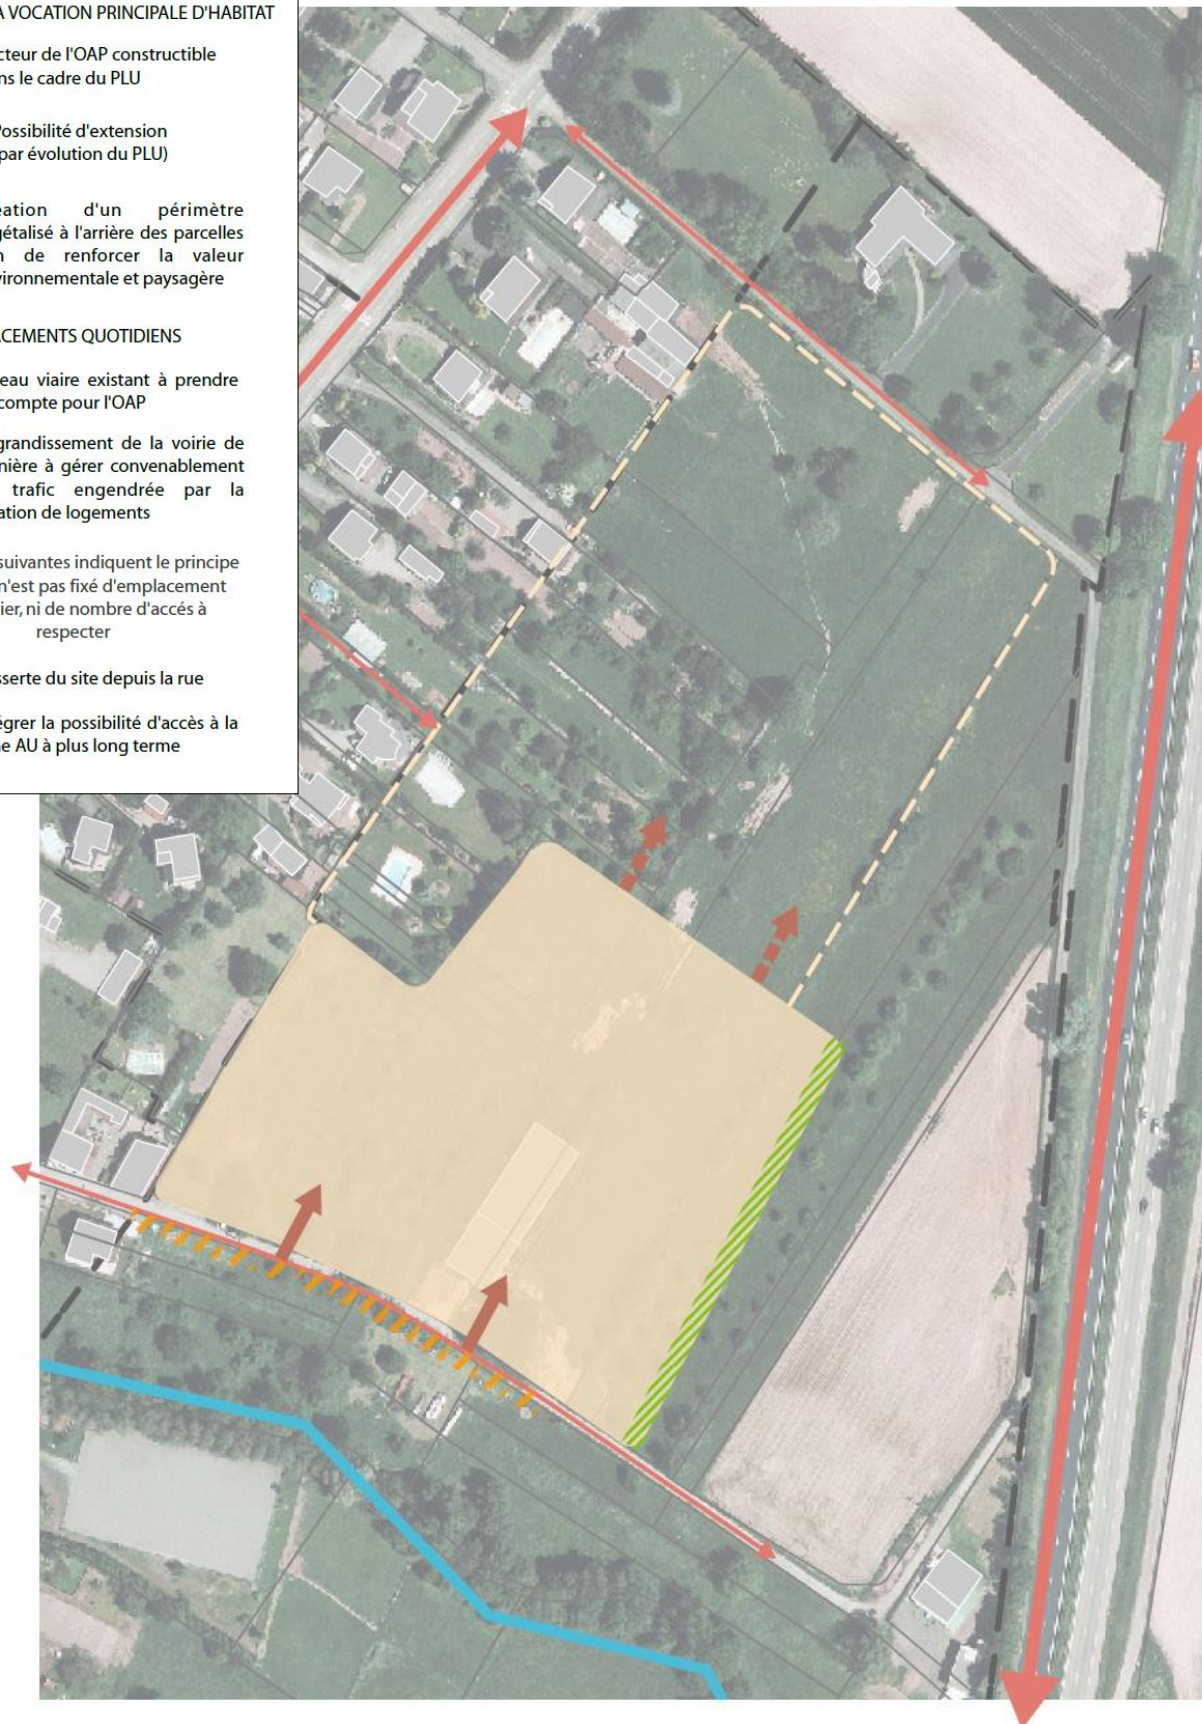 A VOCATION PRINCIPALE D'HABITAT
cteur de l'OAP constructible
ns le cadre du PLU
Possibilité d'extension
par évolution du PLU)
éation d'un périmètre
gétalisé à l'arrière des parcelles
n de renforcer la valeur
vironnementale et paysagère
ACEMENTS QUOTIDIENS
eau viaire existant à prendre
compte pour l'OAP
grandissement de la voirie de
nière à gérer convenablement
trafic engendrée par la
ation de logements
suivantes indiquent le principe
n'est pas fixé d'emplacement
ier, ni de nombre d'accés à
respecter
sserte du site depuis la rue
égrer la possibilité d'accès à la
e AU à plus long terme